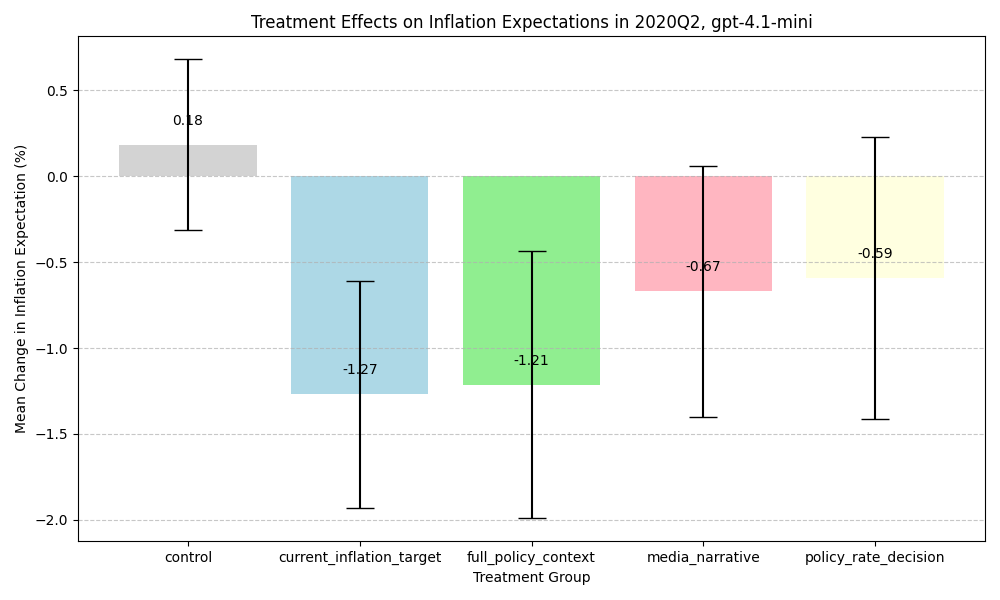 Treatment Effects on Inflation Expectations in 2020Q2, gpt-4.1-mini
Mean Change in Inflation Expectation (%)
0.5
0.0
−0.5
−1.0
−1.5
−2.0
0.18
-1.27
-1.21
-0.67
-0.59
control
current_inflation_target
full_policy_context
media_narrative
policy_rate_decision
Treatment Group